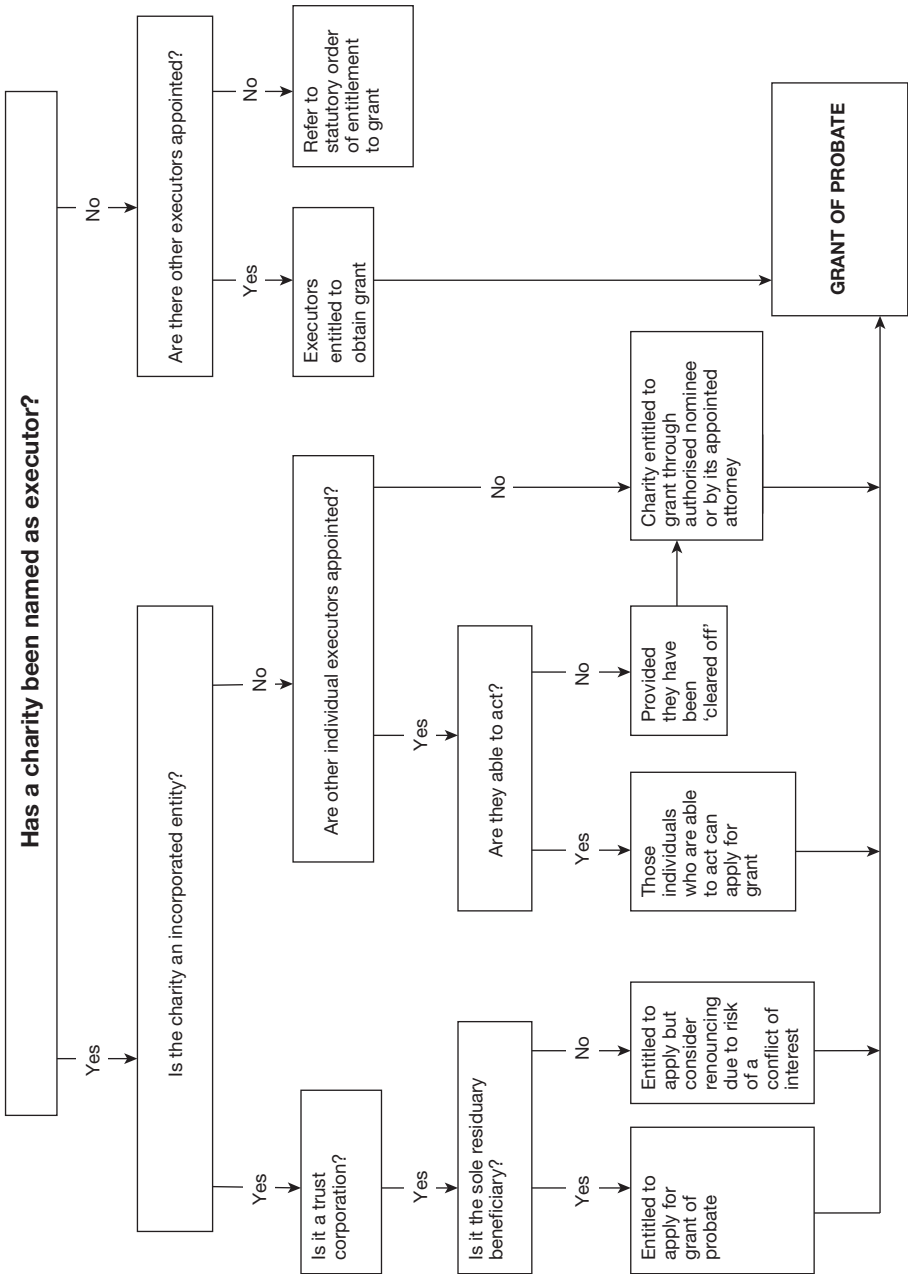 Has a charity been named as executor?
Yes
No
Is the charity an incorporated entity?
Are there other executors appointed?
Yes
No
Yes
No
Is it a trust
corporation?
Are other individual executors appointed?
Executors
entitled to
obtain grant
Refer to
statutory order
of entitlement
to grant
Yes
Yes
No
Is it the sole residuary
beneficiary?
Are they able to act?
Yes
No
Yes
No
Entitled to
apply for
grant of
probate
Entitled to
apply but
consider
renouncing
due to risk
of a
conflict of
interest
Those
individuals
who are able
to act can
apply for
grant
Provided
they have
been
‘cleared off’
Charity entitled to
grant through
authorised nominee
or by its appointed
attorney
GRANT OF PROBATE